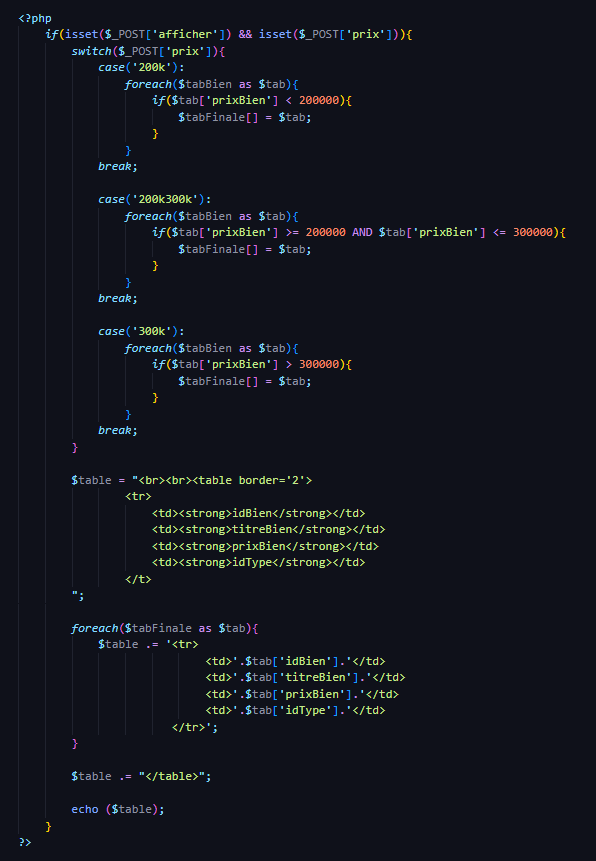 <?php
if(isset($_POST['afficher']) && isset($_POST['prix'])){
switch($_POST['prix']){
case('200k'):
foreach($tabBien as $tab){
if($tab['prixBien'] < 200000){
$tabFinale[] = $tab;
}
}
break;
case('200k300k'):
foreach($tabBien as $tab){
if($tab['prixBien'] >= 200000 AND $tab['prixBien'] <= 300000){
$tabFinale[] = $tab;
}
}
break;
case('300k'):
foreach($tabBien as $tab){
if($tab['prixBien'] > 300000){
$tabFinale[] = $tab;
}
}
break;
}
$table = "<br><br><table border='2'>
<tr>
<td><strong>idBien</strong></td>
<td><strong>titreBien</strong></td>
<td><strong>prixBien</strong></td>
<td><strong>idType</strong></td>
</t>
";
foreach($tabFinale as $tab){
$table .= '<tr>
<td>'.$tab['idBien'].'</td>
<td>'.$tab['titreBien'].'</td>
<td>'.$tab['prixBien'].'</td>
<td>'.$tab['idType'].'</td>
</tr>';
}
$table .= "</table>";
echo ($table);
}
?>